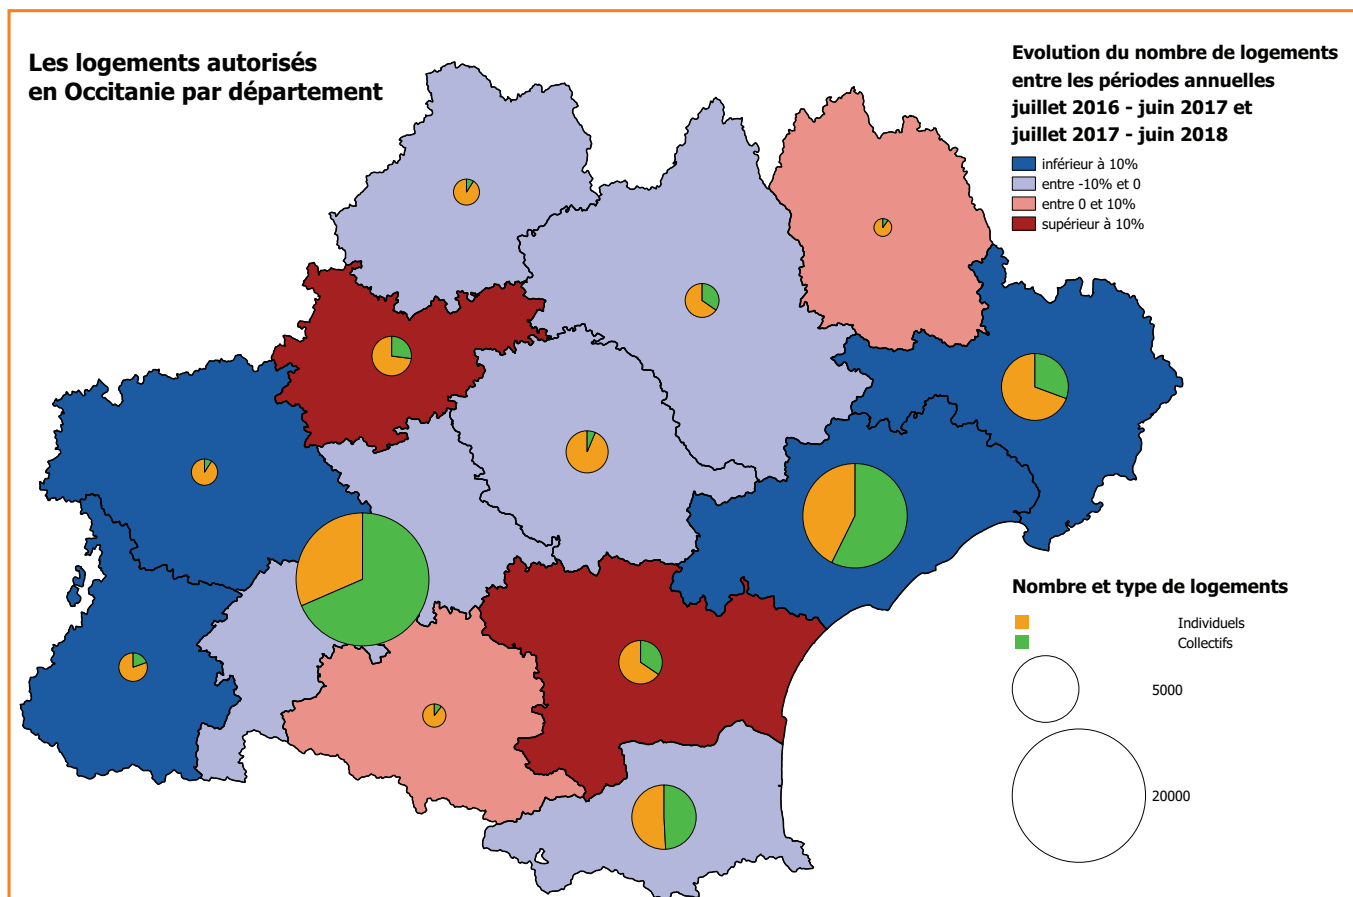 Les logements autorisés
en Occitanie par département
Evolution du nombre de logements
entre les périodes annuelles
juillet 2016 - juin 2017 et
juillet 2017 - juin 2018
inférieur à 10%
entre -10% et 0
entre 0 et 10%
supérieur à 10%
Nombre et type de logements
Individuels
Collectifs
5000
20000